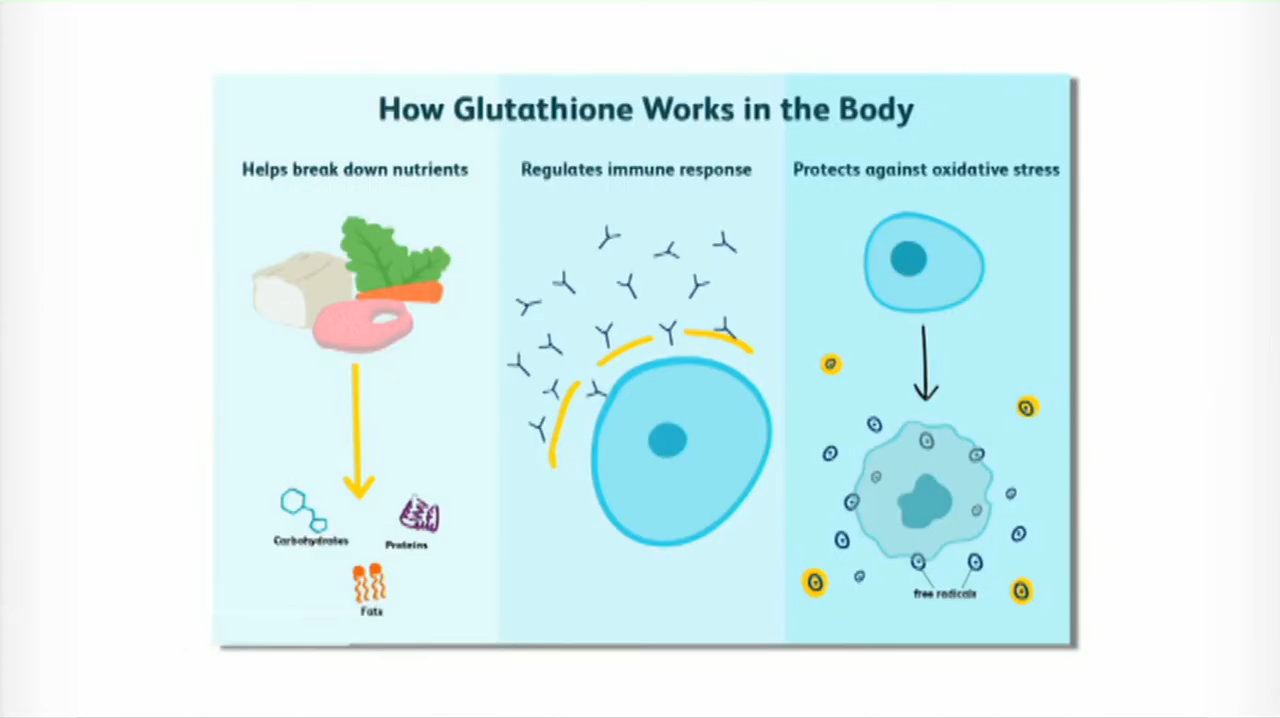 How Glutathione Works in the Body
Helps break down nutrients
Regulates immune response
Protects against oxidative stress
Carbohydrates
Proteins
Fats
free radicals